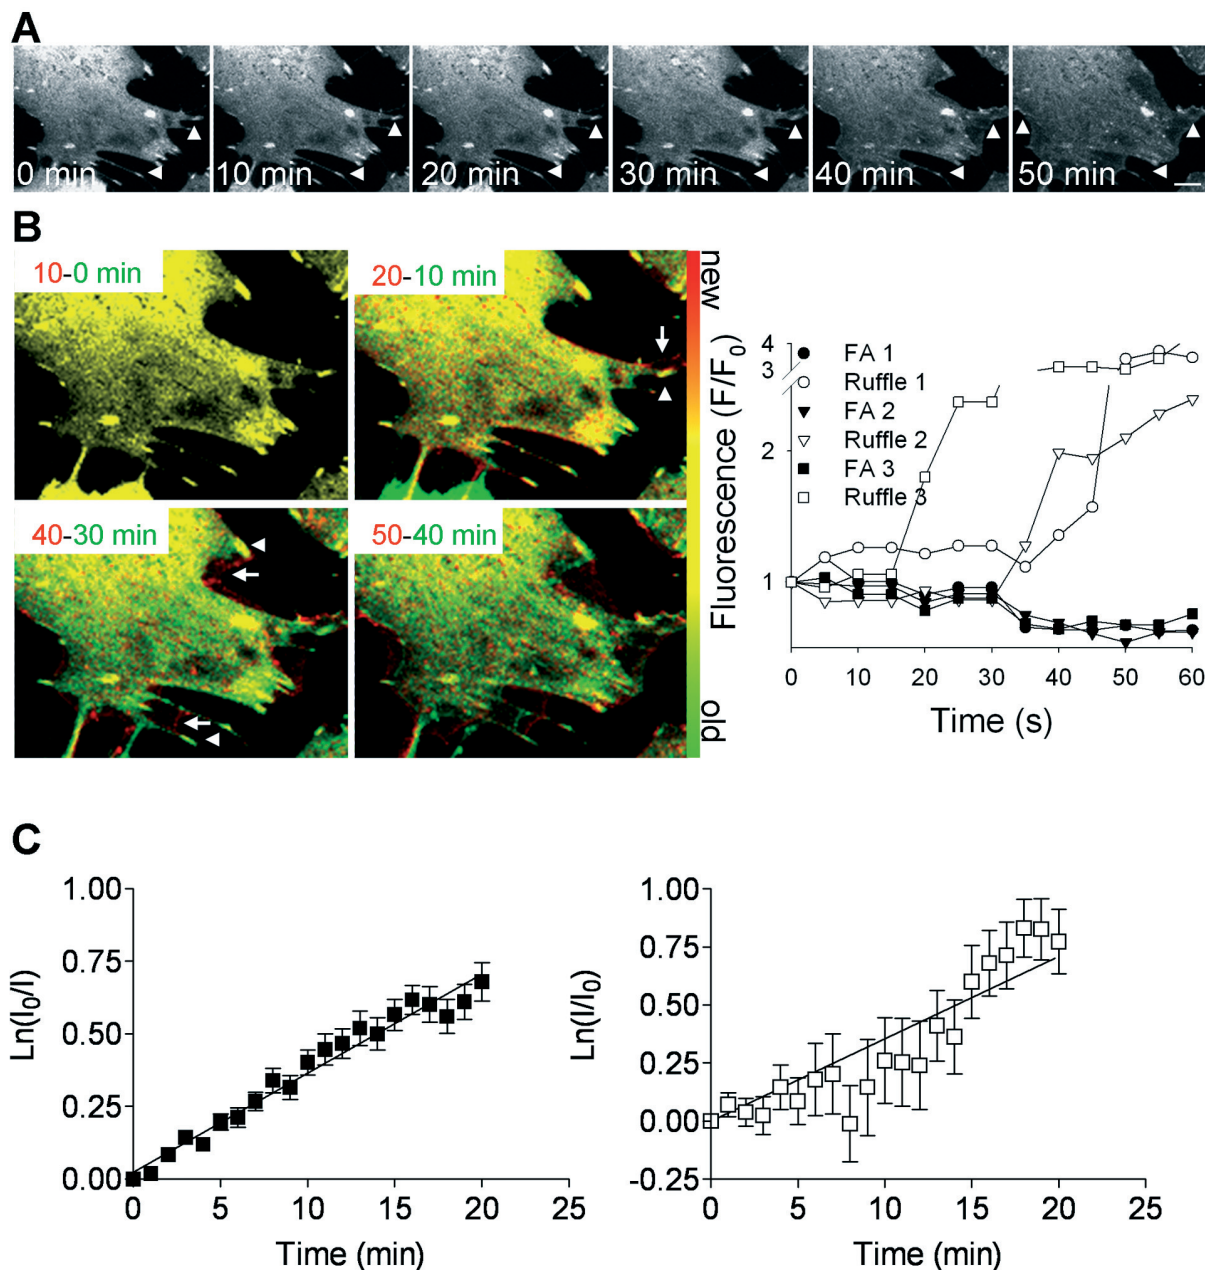 A
0 min
10 min
20 min
30 min
40 min
50 min
B
10-0 min
20-10 min
40-30 min
50-40 min
new
old
Fluorescence (F/F0)
4
3
2
1
FA 1
Ruffle 1
FA 2
Ruffle 2
FA 3
Ruffle 3
0 10 20 30 40 50 60
Time (s)
C
Ln(I0/I)
1.00
0.75
0.50
0.25
0.00
0 5 10 15 20 25
Time (min)
Ln(I/I0)
1.00
0.75
0.50
0.25
0.00
-0.25
0 5 10 15 20 25
Time (min)